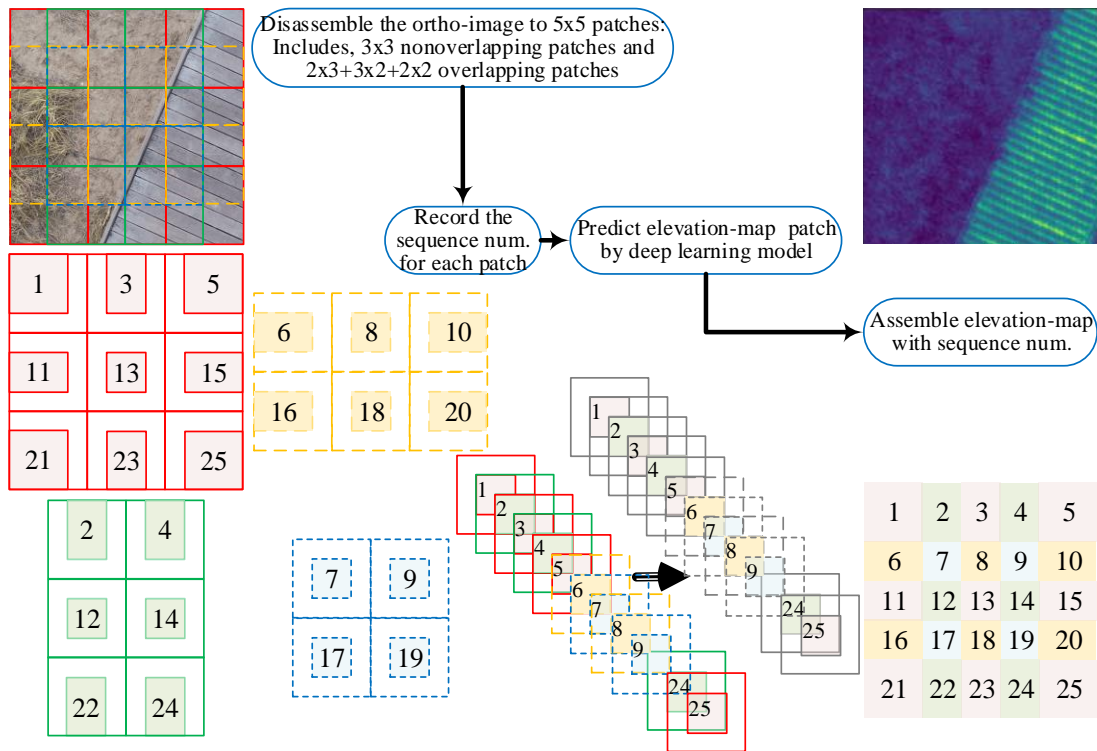 Disassemble the ortho-image to 5x5 patches:
Includes, 3x3 nonoverlapping patches and
2x3+3x2+2x2 overlapping patches
Record the
sequence num.
for each patch
Predict elevation-map patch
by deep learning model
Assemble elevation-map
with sequence num.
1 3 5
11 13 15
21 23 25
6 8 10
16 18 20
2 4
12 14
22 24
7 9
17 19
1
2
3
4
5
6
7
8
9
24
25
1
2
3
4
5
6
7
8
9
24
25
1 2 3 4 5
6 7 8 9 10
11 12 13 14 15
16 17 18 19 20
21 22 23 24 25